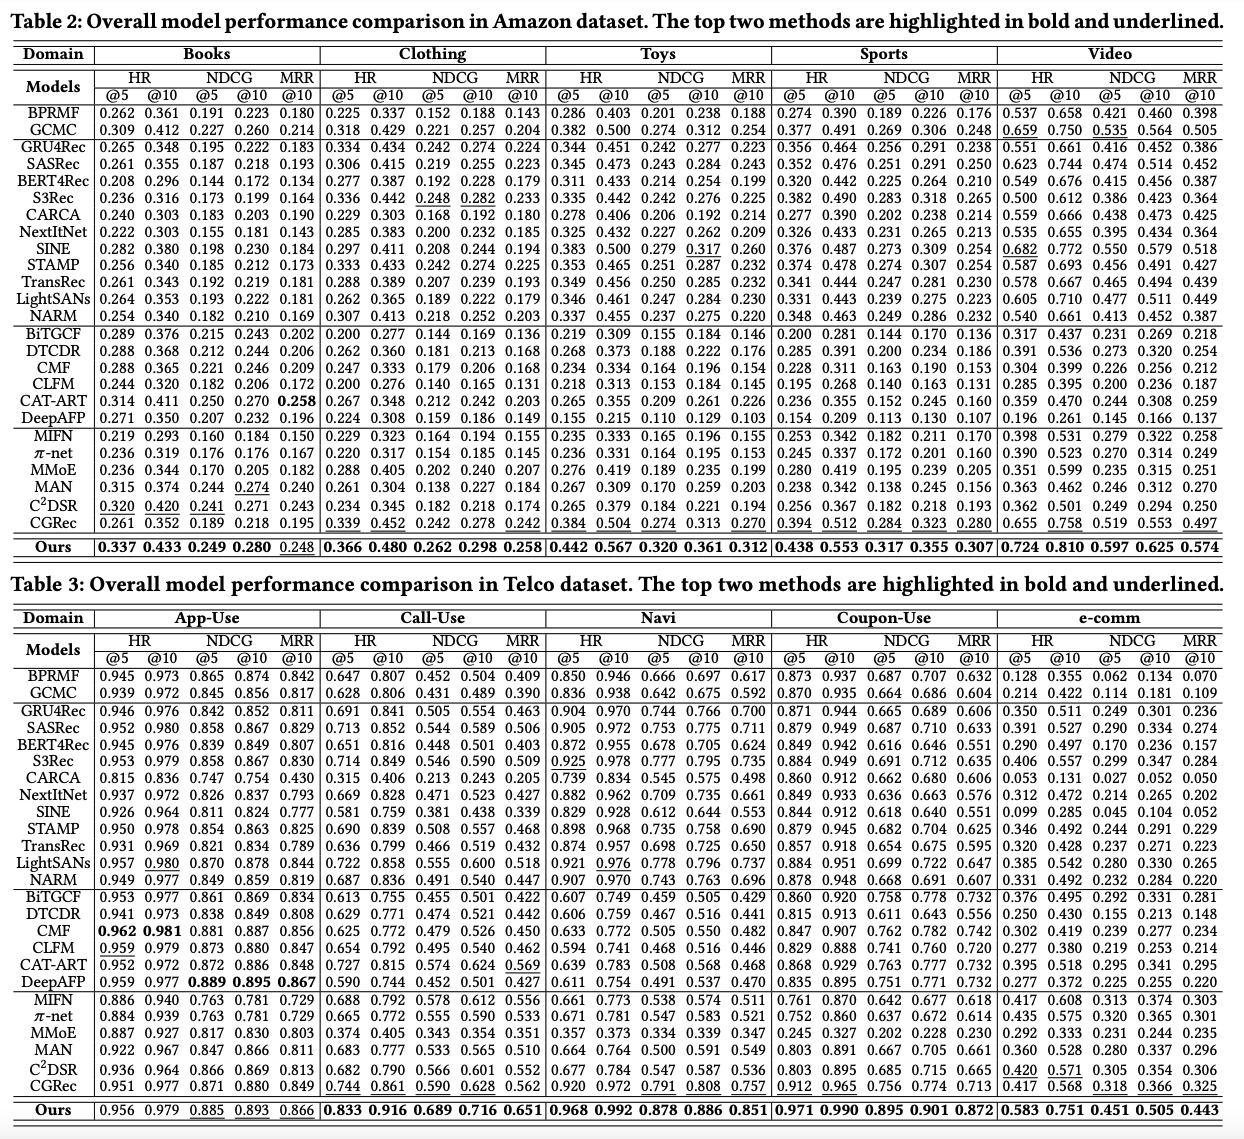 Table 2: Overall model performance comparison in Amazon dataset. The top two methods are highlighted in bold and underlined.
Domain Books Clothing Toys Sports Video
Models HR NDCG MRR HR NDCG MRR HR NDCG MRR HR NDCG MRR HR NDCG MRR
@5 @10 @5 @10 @10 @5 @10 @5 @10 @10 @5 @10 @5 @10 @10 @5 @10 @5 @10 @10 @5 @10 @5 @10 @10
BPRMF 0.262 0.361 0.191 0.223 0.180 0.225 0.337 0.152 0.188 0.143 0.286 0.403 0.201 0.238 0.188 0.274 0.390 0.189 0.226 0.176 0.537 0.658 0.421 0.460 0.398
GCMC 0.309 0.412 0.227 0.260 0.214 0.318 0.429 0.221 0.257 0.204 0.382 0.500 0.274 0.312 0.254 0.377 0.491 0.269 0.306 0.248 0.659 0.750 0.535 0.564 0.505
GRU4Rec 0.265 0.348 0.195 0.222 0.183 0.334 0.434 0.242 0.274 0.224 0.344 0.451 0.242 0.277 0.223 0.356 0.464 0.256 0.291 0.238 0.551 0.661 0.416 0.452 0.386
SASRec 0.261 0.355 0.187 0.218 0.193 0.306 0.415 0.219 0.255 0.223 0.345 0.473 0.243 0.284 0.243 0.352 0.476 0.251 0.291 0.250 0.623 0.744 0.474 0.514 0.452
BERT4Rec 0.208 0.296 0.144 0.172 0.134 0.277 0.387 0.192 0.228 0.179 0.311 0.433 0.214 0.254 0.199 0.320 0.442 0.225 0.264 0.210 0.549 0.676 0.415 0.456 0.387
S3Rec 0.236 0.316 0.173 0.199 0.164 0.336 0.442 0.248 0.282 0.233 0.335 0.442 0.242 0.276 0.225 0.382 0.490 0.283 0.318 0.265 0.500 0.612 0.386 0.423 0.364
CARCA 0.240 0.303 0.183 0.203 0.190 0.229 0.303 0.168 0.192 0.180 0.278 0.406 0.206 0.192 0.214 0.277 0.390 0.202 0.238 0.214 0.559 0.666 0.438 0.473 0.425
NextItNet 0.222 0.303 0.155 0.181 0.143 0.285 0.383 0.200 0.232 0.185 0.325 0.432 0.227 0.262 0.209 0.326 0.433 0.231 0.265 0.213 0.535 0.655 0.395 0.434 0.364
SINE 0.282 0.380 0.198 0.230 0.184 0.297 0.411 0.208 0.244 0.194 0.383 0.500 0.279 0.317 0.260 0.376 0.487 0.273 0.309 0.254 0.682 0.772 0.550 0.579 0.518
STAMP 0.256 0.340 0.185 0.212 0.173 0.333 0.433 0.242 0.274 0.225 0.353 0.465 0.251 0.287 0.232 0.374 0.478 0.274 0.307 0.254 0.587 0.693 0.456 0.491 0.427
TransRec 0.261 0.343 0.192 0.219 0.181 0.288 0.389 0.207 0.239 0.193 0.349 0.456 0.250 0.285 0.232 0.341 0.444 0.247 0.281 0.230 0.578 0.667 0.465 0.494 0.439
LightSANs 0.264 0.353 0.193 0.222 0.181 0.262 0.365 0.189 0.222 0.179 0.346 0.461 0.247 0.284 0.230 0.331 0.443 0.239 0.275 0.223 0.605 0.710 0.477 0.511 0.449
NARM 0.254 0.340 0.182 0.210 0.169 0.307 0.413 0.218 0.252 0.203 0.337 0.455 0.237 0.275 0.220 0.348 0.463 0.249 0.286 0.232 0.540 0.661 0.413 0.452 0.387
BiTGCF 0.289 0.376 0.215 0.243 0.202 0.200 0.277 0.144 0.169 0.136 0.219 0.309 0.155 0.184 0.146 0.200 0.281 0.144 0.170 0.136 0.317 0.437 0.231 0.269 0.218
DTCDR 0.288 0.368 0.212 0.244 0.206 0.262 0.360 0.181 0.213 0.168 0.268 0.373 0.188 0.222 0.176 0.285 0.391 0.200 0.234 0.186 0.391 0.536 0.273 0.320 0.254
CMF 0.288 0.365 0.221 0.246 0.209 0.247 0.333 0.179 0.206 0.168 0.234 0.334 0.164 0.196 0.154 0.228 0.311 0.163 0.190 0.153 0.304 0.399 0.226 0.256 0.212
CLFM 0.244 0.320 0.182 0.206 0.172 0.200 0.276 0.140 0.165 0.131 0.218 0.313 0.153 0.184 0.145 0.195 0.268 0.140 0.163 0.131 0.285 0.395 0.200 0.236 0.187
CAT-ART 0.314 0.411 0.250 0.270 0.258 0.267 0.348 0.212 0.242 0.203 0.265 0.355 0.209 0.261 0.226 0.236 0.355 0.152 0.245 0.160 0.359 0.470 0.244 0.308 0.259
DeepAFP 0.271 0.350 0.207 0.232 0.196 0.224 0.308 0.159 0.186 0.149 0.155 0.215 0.110 0.129 0.103 0.154 0.209 0.113 0.130 0.107 0.196 0.261 0.145 0.166 0.137
MIFN 0.219 0.293 0.160 0.184 0.150 0.229 0.323 0.164 0.194 0.155 0.235 0.333 0.165 0.196 0.155 0.253 0.342 0.182 0.211 0.170 0.398 0.531 0.279 0.322 0.258
π-net 0.236 0.319 0.176 0.176 0.167 0.220 0.317 0.154 0.185 0.145 0.236 0.331 0.164 0.195 0.153 0.245 0.337 0.172 0.201 0.160 0.390 0.523 0.270 0.314 0.249
MMoE 0.236 0.344 0.170 0.205 0.182 0.288 0.405 0.202 0.240 0.207 0.276 0.419 0.189 0.235 0.199 0.280 0.419 0.195 0.239 0.205 0.351 0.599 0.235 0.315 0.251
MAN 0.315 0.374 0.244 0.274 0.240 0.261 0.304 0.138 0.227 0.184 0.267 0.309 0.170 0.259 0.203 0.238 0.342 0.138 0.245 0.156 0.363 0.462 0.246 0.312 0.270
C²DSR 0.320 0.420 0.241 0.271 0.243 0.234 0.345 0.182 0.218 0.174 0.265 0.379 0.184 0.221 0.194 0.256 0.367 0.182 0.218 0.193 0.362 0.501 0.249 0.294 0.250
CGRec 0.261 0.352 0.189 0.218 0.195 0.339 0.452 0.242 0.278 0.242 0.384 0.504 0.274 0.313 0.270 0.394 0.512 0.284 0.323 0.280 0.655 0.758 0.519 0.553 0.497
Ours 0.337 0.433 0.249 0.280 0.248 0.366 0.480 0.262 0.298 0.258 0.442 0.567 0.320 0.361 0.312 0.438 0.553 0.317 0.355 0.307 0.724 0.810 0.597 0.625 0.574
Table 3: Overall model performance comparison in Telco dataset. The top two methods are highlighted in bold and underlined.
Domain App-Use Call-Use Navi Coupon-Use e-comm
Models HR NDCG MRR HR NDCG MRR HR NDCG MRR HR NDCG MRR HR NDCG MRR
@5 @10 @5 @10 @10 @5 @10 @5 @10 @10 @5 @10 @5 @10 @10 @5 @10 @5 @10 @10 @5 @10 @5 @10 @10
BPRMF 0.945 0.973 0.865 0.874 0.842 0.647 0.807 0.452 0.504 0.409 0.850 0.946 0.666 0.697 0.617 0.873 0.937 0.687 0.707 0.632 0.128 0.355 0.062 0.134 0.070
GCMC 0.939 0.972 0.845 0.856 0.817 0.628 0.806 0.431 0.489 0.390 0.836 0.938 0.642 0.675 0.592 0.870 0.935 0.664 0.686 0.604 0.214 0.422 0.114 0.181 0.109
GRU4Rec 0.946 0.976 0.842 0.852 0.811 0.691 0.841 0.505 0.554 0.463 0.904 0.970 0.744 0.766 0.700 0.871 0.944 0.665 0.689 0.606 0.350 0.511 0.249 0.301 0.236
SASRec 0.952 0.980 0.858 0.867 0.829 0.713 0.852 0.544 0.589 0.506 0.905 0.972 0.753 0.775 0.711 0.879 0.949 0.687 0.710 0.633 0.391 0.527 0.290 0.334 0.274
BERT4Rec 0.945 0.976 0.839 0.849 0.807 0.651 0.816 0.448 0.501 0.403 0.872 0.955 0.678 0.705 0.624 0.849 0.942 0.616 0.646 0.551 0.290 0.497 0.170 0.236 0.157
S3Rec 0.953 0.979 0.858 0.867 0.830 0.714 0.849 0.546 0.590 0.509 0.925 0.978 0.777 0.795 0.735 0.884 0.949 0.691 0.712 0.635 0.406 0.557 0.299 0.347 0.284
CARCA 0.815 0.836 0.747 0.754 0.430 0.315 0.406 0.213 0.243 0.205 0.739 0.834 0.545 0.575 0.498 0.860 0.912 0.662 0.680 0.606 0.053 0.131 0.027 0.052 0.050
NextItNet 0.937 0.972 0.826 0.837 0.793 0.669 0.828 0.471 0.523 0.427 0.882 0.962 0.709 0.735 0.661 0.849 0.933 0.636 0.663 0.576 0.312 0.472 0.214 0.265 0.202
SINE 0.926 0.964 0.811 0.824 0.777 0.581 0.759 0.381 0.438 0.339 0.829 0.928 0.612 0.644 0.553 0.844 0.912 0.618 0.640 0.551 0.099 0.285 0.045 0.104 0.052
STAMP 0.950 0.978 0.854 0.863 0.825 0.690 0.839 0.508 0.557 0.468 0.898 0.968 0.735 0.758 0.690 0.879 0.945 0.682 0.704 0.625 0.346 0.492 0.244 0.291 0.229
TransRec 0.931 0.969 0.821 0.834 0.789 0.636 0.799 0.466 0.519 0.432 0.874 0.957 0.698 0.725 0.650 0.857 0.918 0.654 0.675 0.595 0.320 0.428 0.237 0.271 0.223
LightSANs 0.957 0.980 0.870 0.878 0.844 0.722 0.858 0.555 0.600 0.518 0.921 0.976 0.778 0.796 0.737 0.884 0.951 0.699 0.722 0.647 0.385 0.542 0.280 0.330 0.265
NARM 0.949 0.977 0.849 0.859 0.819 0.687 0.836 0.491 0.540 0.447 0.907 0.970 0.743 0.763 0.696 0.878 0.948 0.668 0.691 0.607 0.331 0.492 0.232 0.284 0.220
BiTGCF 0.953 0.977 0.861 0.869 0.834 0.613 0.755 0.455 0.501 0.422 0.607 0.749 0.459 0.505 0.429 0.860 0.920 0.758 0.778 0.732 0.376 0.495 0.292 0.331 0.281
DTCDR 0.941 0.973 0.838 0.849 0.808 0.629 0.771 0.474 0.521 0.442 0.606 0.759 0.467 0.516 0.441 0.815 0.913 0.611 0.643 0.556 0.250 0.430 0.155 0.213 0.148
CMF 0.962 0.981 0.881 0.887 0.856 0.625 0.772 0.479 0.526 0.450 0.633 0.772 0.505 0.550 0.482 0.847 0.907 0.762 0.782 0.742 0.302 0.419 0.239 0.277 0.234
CLFM 0.959 0.979 0.873 0.880 0.847 0.654 0.792 0.495 0.540 0.462 0.594 0.741 0.468 0.516 0.446 0.829 0.888 0.741 0.760 0.720 0.277 0.380 0.219 0.253 0.214
CAT-ART 0.952 0.972 0.872 0.886 0.848 0.727 0.815 0.574 0.624 0.569 0.639 0.783 0.508 0.568 0.468 0.868 0.929 0.763 0.777 0.732 0.395 0.518 0.295 0.341 0.295
DeepAFP 0.959 0.977 0.889 0.895 0.867 0.590 0.744 0.452 0.501 0.427 0.611 0.754 0.491 0.537 0.470 0.835 0.895 0.751 0.771 0.732 0.277 0.372 0.225 0.255 0.220
MIFN 0.886 0.940 0.763 0.781 0.729 0.688 0.792 0.578 0.612 0.556 0.661 0.773 0.538 0.574 0.511 0.761 0.870 0.642 0.677 0.618 0.417 0.608 0.313 0.374 0.303
π-net 0.884 0.939 0.763 0.781 0.729 0.665 0.772 0.555 0.590 0.533 0.671 0.781 0.547 0.583 0.521 0.752 0.860 0.637 0.672 0.614 0.435 0.575 0.320 0.365 0.301
MMoE 0.887 0.927 0.817 0.830 0.803 0.374 0.405 0.343 0.354 0.351 0.357 0.373 0.334 0.339 0.347 0.245 0.327 0.202 0.228 0.230 0.292 0.333 0.231 0.244 0.235
MAN 0.922 0.967 0.847 0.866 0.811 0.683 0.777 0.533 0.565 0.510 0.664 0.764 0.500 0.591 0.549 0.803 0.891 0.667 0.705 0.661 0.360 0.528 0.280 0.337 0.296
C²DSR 0.936 0.964 0.866 0.869 0.813 0.682 0.790 0.566 0.601 0.552 0.677 0.784 0.547 0.587 0.536 0.803 0.895 0.685 0.715 0.665 0.420 0.571 0.305 0.354 0.306
CGRec 0.951 0.977 0.871 0.880 0.849 0.744 0.861 0.590 0.628 0.562 0.920 0.972 0.791 0.808 0.757 0.912 0.965 0.756 0.774 0.713 0.417 0.568 0.318 0.366 0.325
Ours 0.956 0.979 0.885 0.893 0.866 0.833 0.916 0.689 0.716 0.651 0.968 0.992 0.878 0.886 0.851 0.971 0.990 0.895 0.901 0.872 0.583 0.751 0.451 0.505 0.443